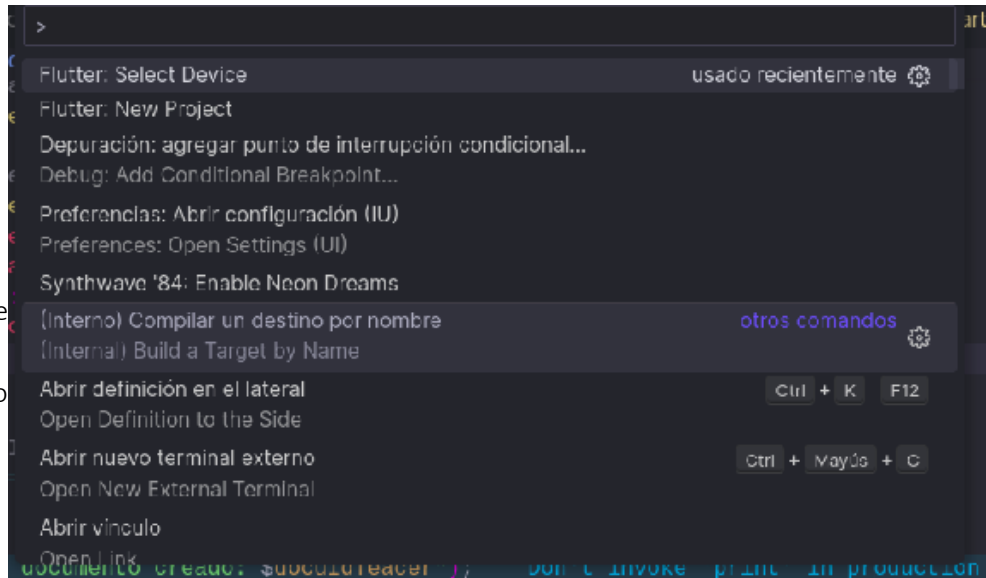 >
Flutter: Select Device usado recientemente
Flutter: New Project
Depuración: agregar punto de interrupción condicional...
Debug: Add Conditional Breakpoint...
Preferencias: Abrir configuración (IU)
Preferences: Open Settings (UI)
Synthwave '84: Enable Neon Dreams
(Interno) Compilar un destino por nombre otros comandos
(Internal) Build a Target by Name
Abrir definición en el lateral Ctrl + K F12
Open Definition to the Side
Abrir nuevo terminal externo Ctrl + Mayús + C
Open New External Terminal
Abrir vínculo
Open Link
documento creado: Don't invoke 'print' in production